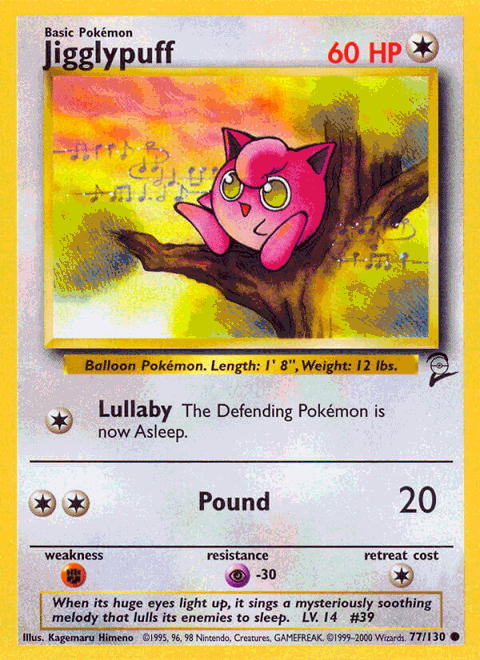 Basic Pokémon
Jigglypuff 60 HP
Balloon Pokémon. Length: 1' 8", Weight: 12 lbs.
Lullaby The Defending Pokémon is
now Asleep.
Pound 20
weakness resistance retreat cost
-30
When its huge eyes light up, it sings a mysteriously soothing
melody that lulls its enemies to sleep. LV. 14 #39
Illus. Kagemaru Himeno ©1995, 96, 98 Nintendo, Creatures, GAMEFREAK. ©1999-2000 Wizards. 77/130